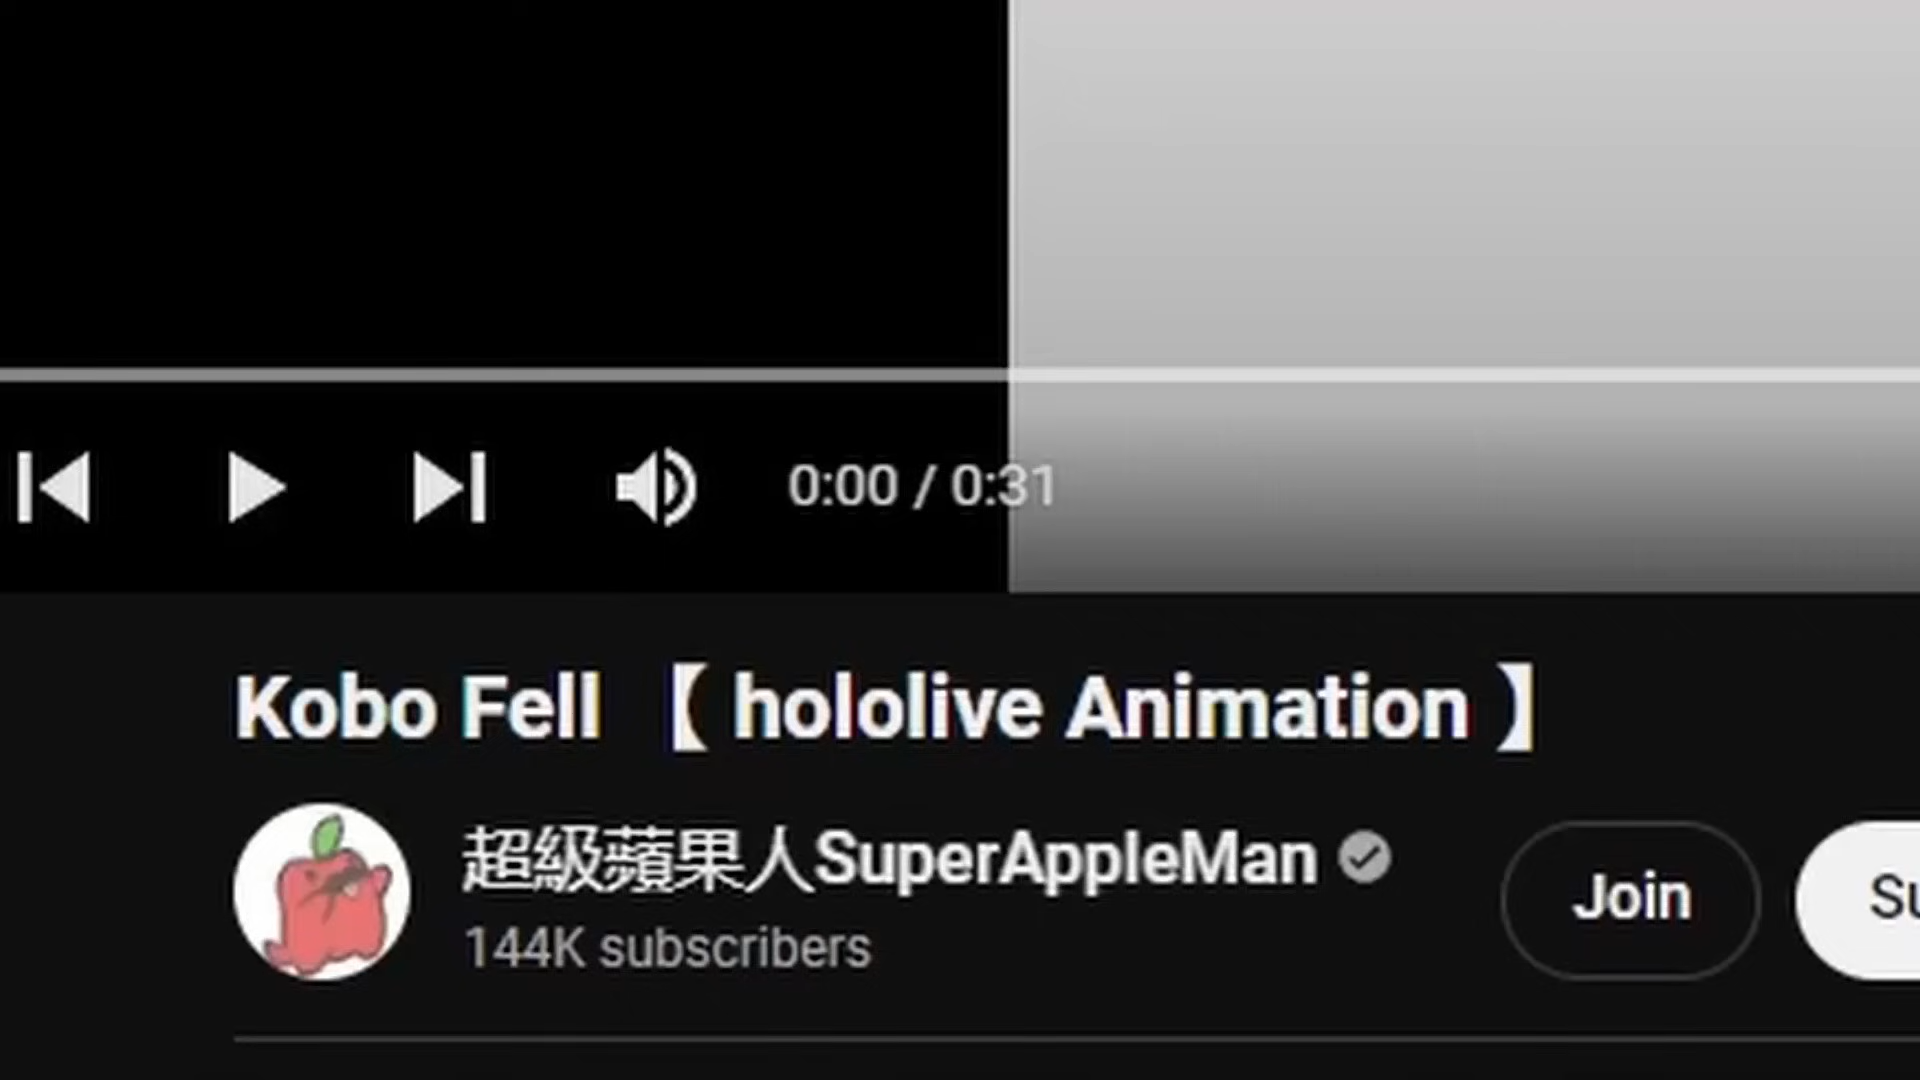 0:00 / 0:31
Kobo Fell 【 hololive Animation 】
超級蘋果人SuperAppleMan
144K subscribers
Join
Su